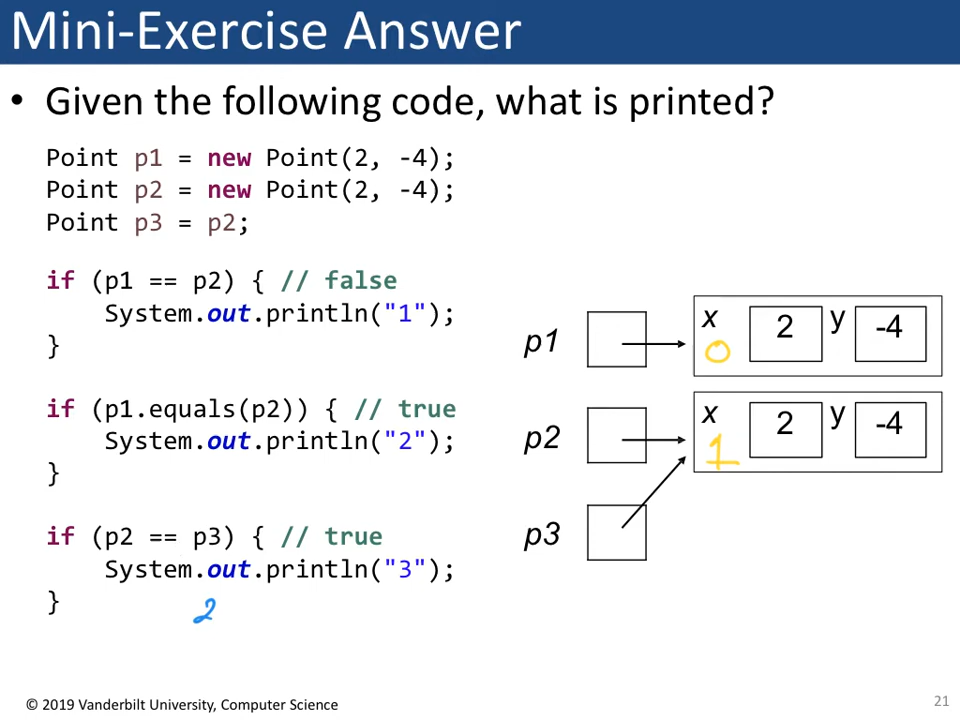 Mini-Exercise Answer
• Given the following code, what is printed?
Point p1 = new Point(2, -4);
Point p2 = new Point(2, -4);
Point p3 = p2;
if (p1 == p2) { // false
System.out.println("1");
}
if (p1.equals(p2)) { // true
System.out.println("2");
}
if (p2 == p3) { // true
System.out.println("3");
}
2
p1 x 2 y -4
0
p2 x 2 y -4
1
p3
© 2019 Vanderbilt University, Computer Science
21